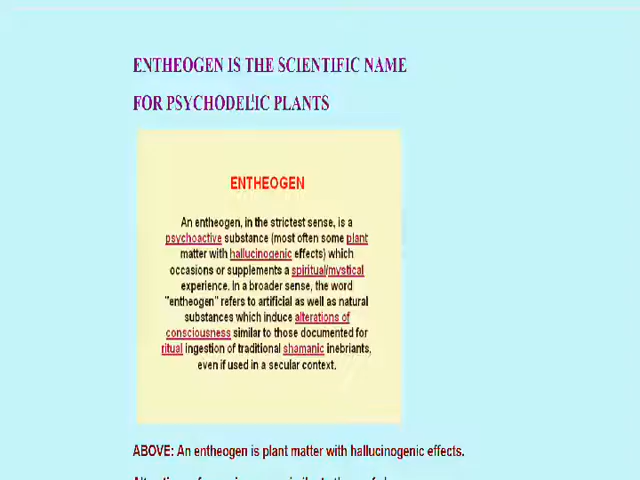 ENTHEOGEN IS THE SCIENTIFIC NAME
FOR PSYCHODELIC PLANTS
ENTHEOGEN
An entheogen, in the strictest sense, is a
psychoactive substance (most often some plant
matter with hallucinogenic effects) which
occasions or supplements a spiritual/mystical
experience. In a broader sense, the word
"entheogen" refers to artificial as well as natural
substances which induce alterations of
consciousness similar to those documented for
ritual ingestion of traditional shamanic inebriants,
even if used in a secular context.
ABOVE: An entheogen is plant matter with hallucinogenic effects.